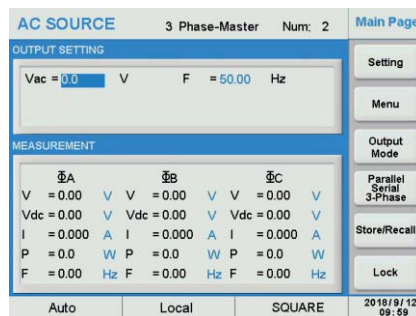 AC SOURCE 3 Phase-Master Num: 2 Main Page
OUTPUT SETTING
Vac = 0.0 V F = 50.00 Hz
Setting
Menu
MEASUREMENT
Output
Mode
ΦA ΦB ΦC
V = 0.00 V V = 0.00 V V = 0.00 V
Vdc = 0.00 V Vdc = 0.00 V Vdc = 0.00 V
I = 0.000 A I = 0.000 A I = 0.000 A
P = 0.0 W P = 0.0 W P = 0.0 W
F = 0.00 Hz F = 0.00 Hz F = 0.00 Hz
Parallel
Serial
3-Phase
Store/Recall
Lock
Auto Local SQUARE 2018/9/12
09:59